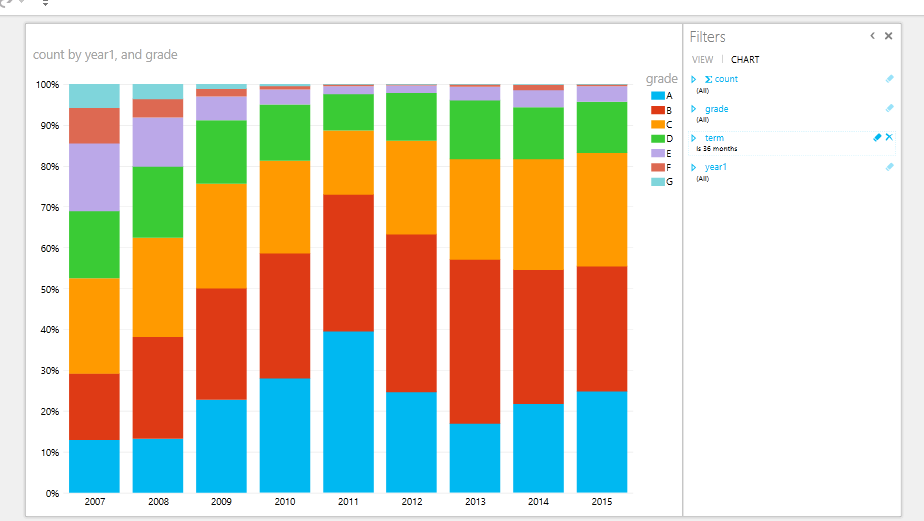 count by year1, and grade
100%
90%
80%
70%
60%
50%
40%
30%
20%
10%
0%
2007 2008 2009 2010 2011 2012 2013 2014 2015
grade
A
B
C
D
E
F
G
Filters
VIEW | CHART
Σ count
(All)
grade
(All)
term
is 36 months
year1
(All)